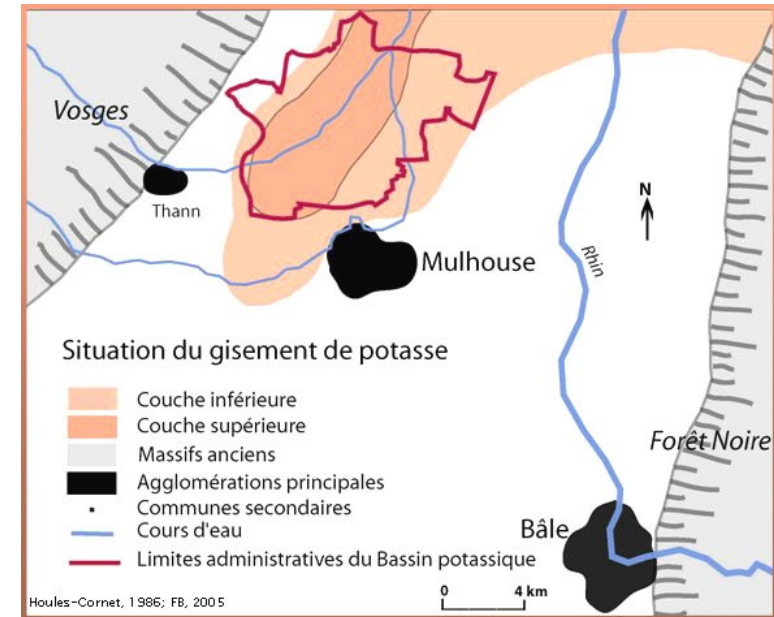 Vosges
Thann
Mulhouse
N
Rhin
Situation du gisement de potasse
Couche inférieure
Couche supérieure
Massifs anciens
Agglomérations principales
Communes secondaires
Cours d'eau
Limites administratives du Bassin potassique
Forêt Noire
Bâle
0 4 km
Houles-Cornet, 1986; FB, 2005